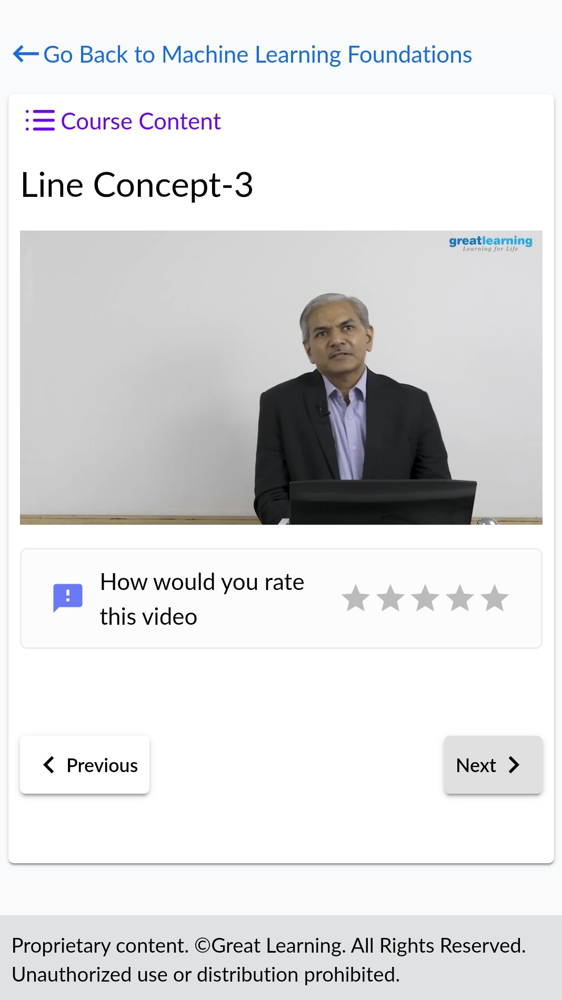 Go Back to Machine Learning Foundations
Course Content
Line Concept-3
greatlearning
Learning for Life
How would you rate
this video
Previous
Next
Proprietary content. ©Great Learning. All Rights Reserved.
Unauthorized use or distribution prohibited.